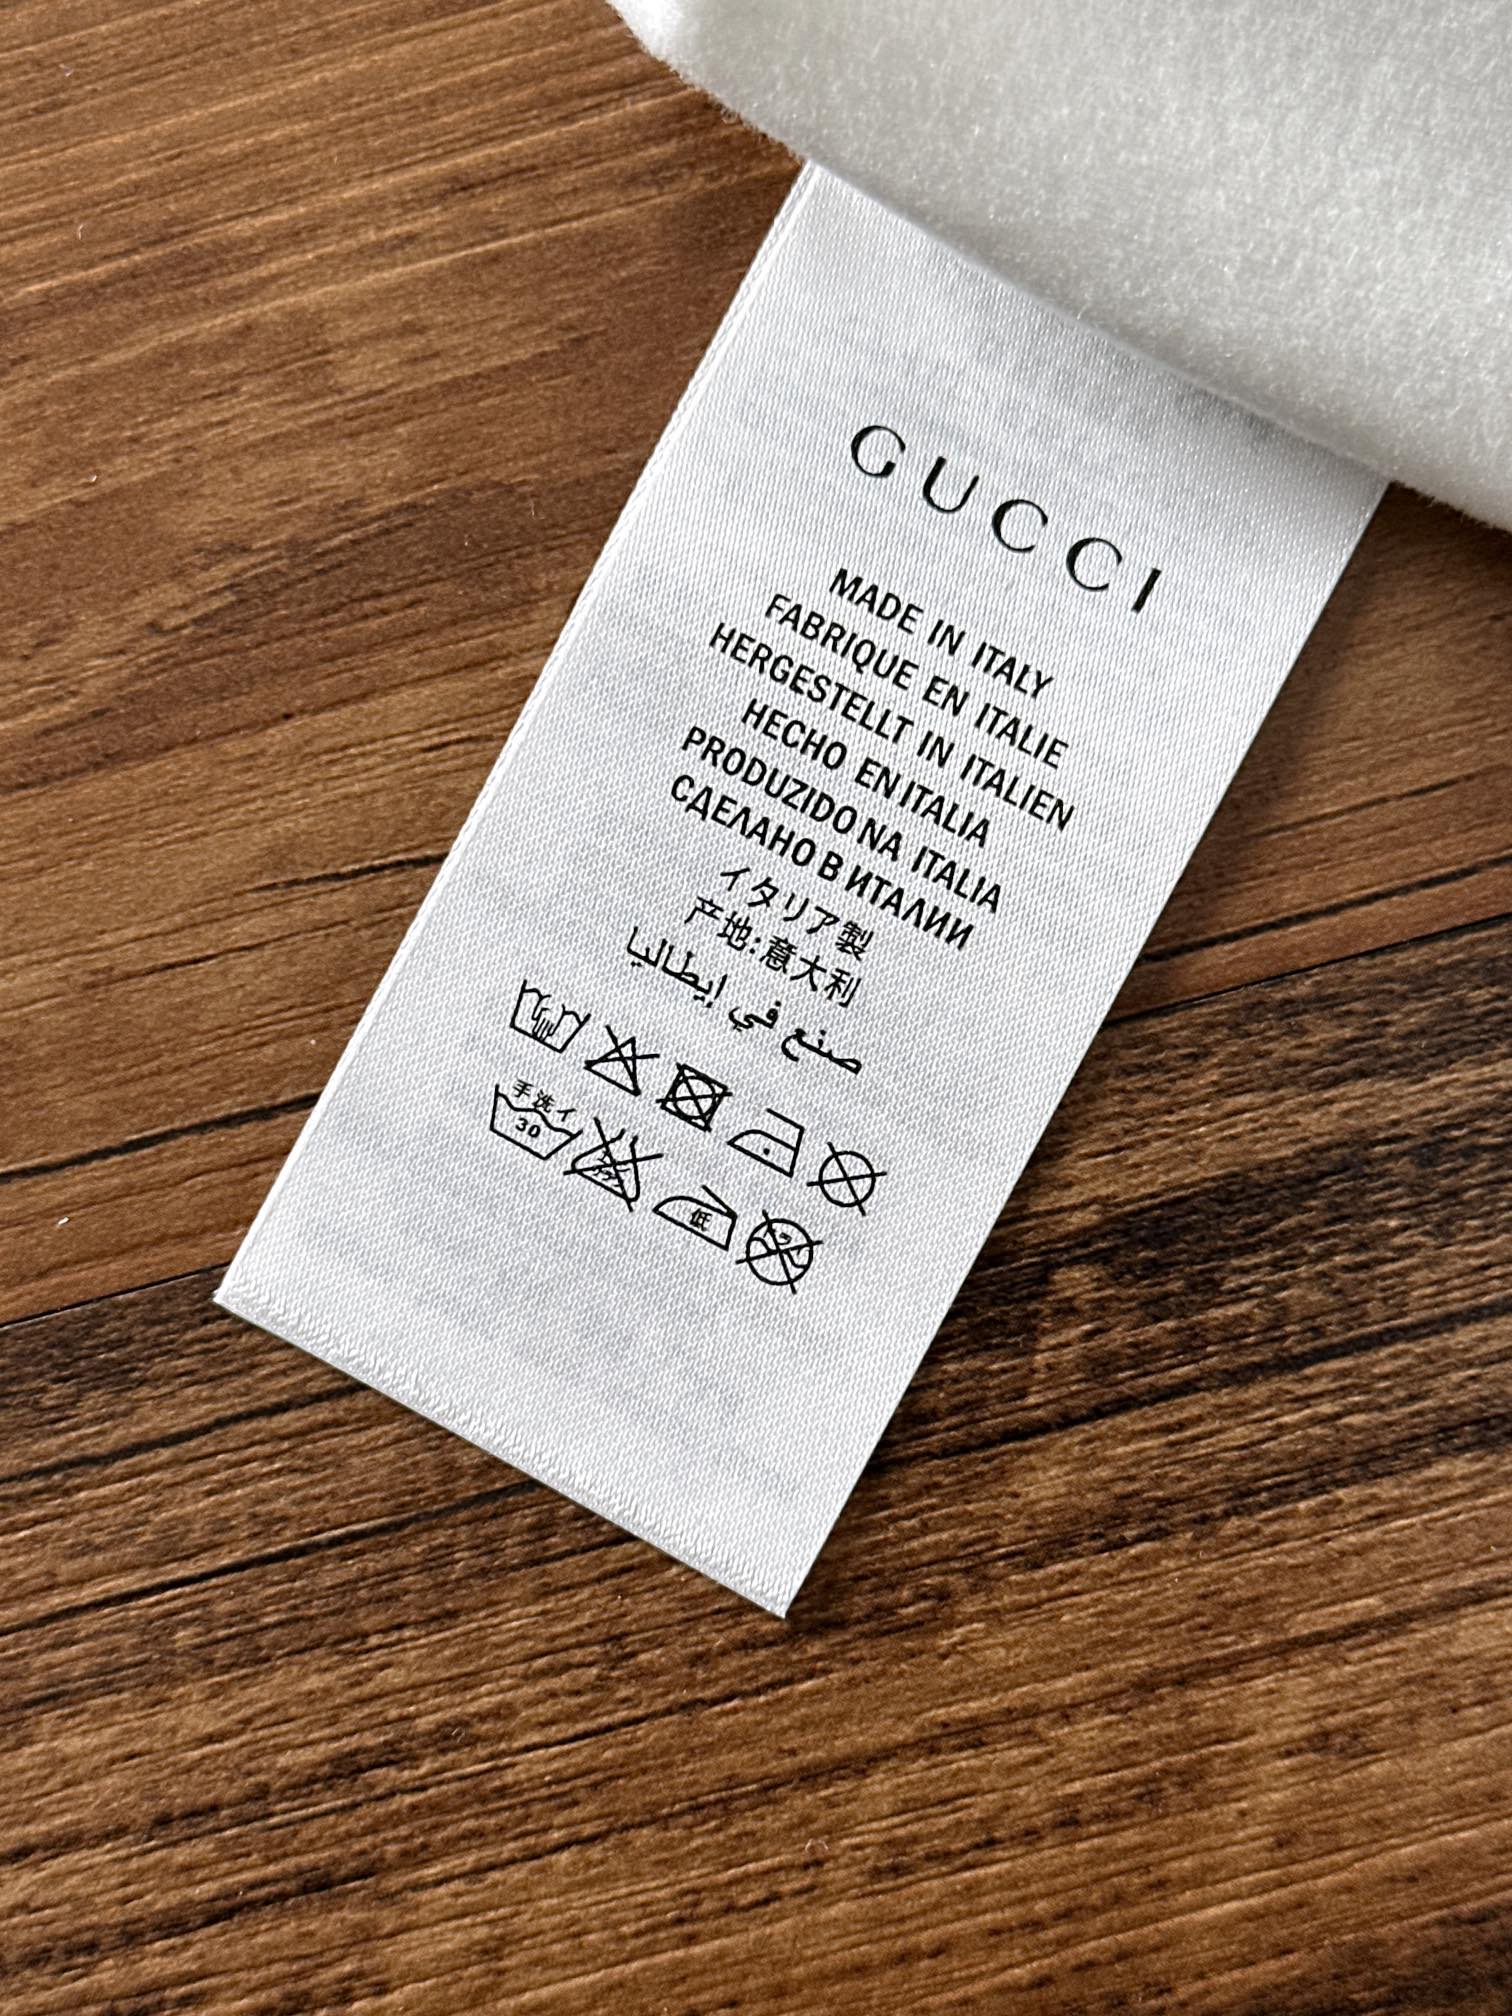 GUCCI
MADE IN ITALY
FABRIQUE EN ITALIE
HERGESTELLT IN ITALIEN
HECHO EN ITALIA
PRODUZIDO NA ITALIA
СДЕЛАНО В ИТАЛИИ
イタリア製
产地:意大利
صنع في إيطاليا
手洗イ
30
低